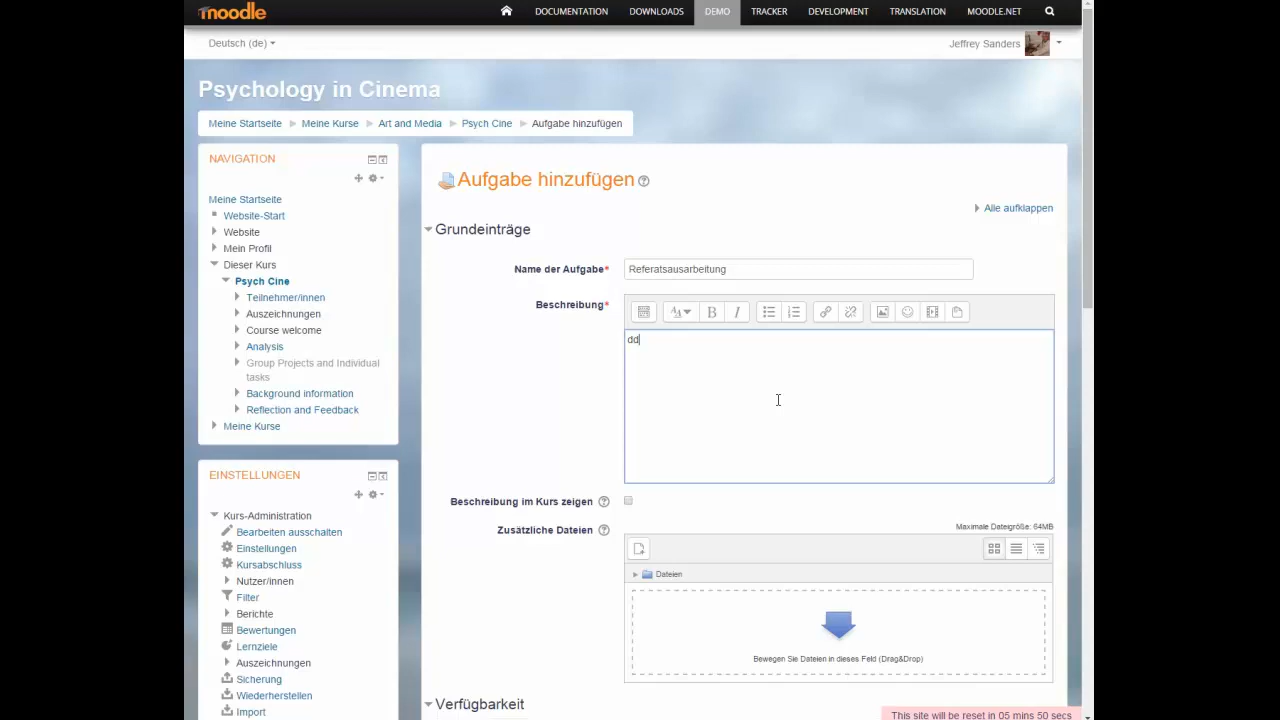 moodle
DOCUMENTATION DOWNLOADS DEMO TRACKER DEVELOPMENT TRANSLATION MOODLE.NET
Deutsch (de)
Jeffrey Sanders
Psychology in Cinema
Meine Startseite Meine Kurse Art and Media Psych Cine Aufgabe hinzufügen
NAVIGATION
Meine Startseite
Website-Start
Website
Mein Profil
Dieser Kurs
Psych Cine
Teilnehmer/innen
Auszeichnungen
Course welcome
Analysis
Group Projects and Individual
tasks
Background information
Reflection and Feedback
Meine Kurse
EINSTELLUNGEN
Kurs-Administration
Bearbeiten ausschalten
Einstellungen
Kursabschluss
Nutzer/innen
Filter
Berichte
Bewertungen
Lernziele
Auszeichnungen
Sicherung
Wiederherstellen
Import
Aufgabe hinzufügen
Alle aufklappen
Grundeinträge
Name der Aufgabe*
Referatsausarbeitung
Beschreibung*
dd
Beschreibung im Kurs zeigen
Zusätzliche Dateien
Maximale Dateigröße: 64MB
Dateien
Bewegen Sie Dateien in dieses Feld (Drag&Drop)
Verfügbarkeit
This site will be reset in 05 mins 50 secs